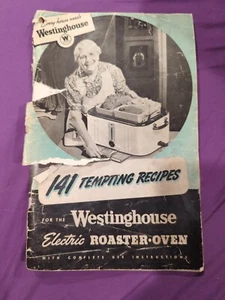 Every house needs
Westinghouse
W
141 TEMPTING RECIPES
FOR THE Westinghouse
Electric ROASTER-OVEN
WITH COMPLETE USE INSTRUCTIONS